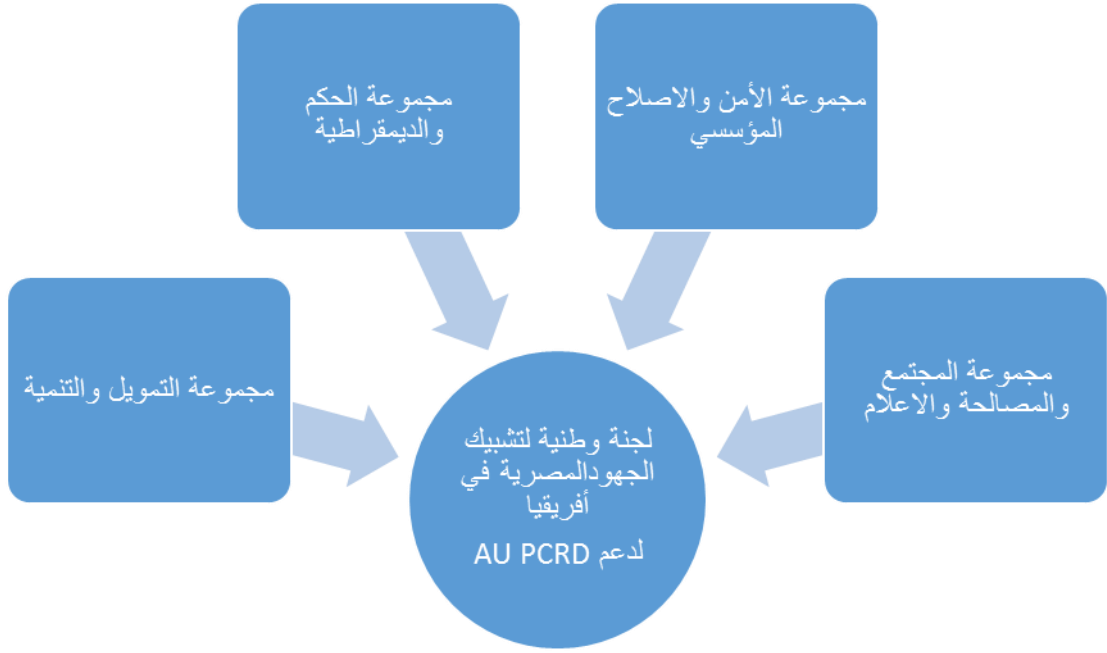 مجموعة الأمن والاصلاح
المؤسسي
مجموعة الحكم
والديمقراطية
مجموعة المجتمع
والمصالحة والاعلام
مجموعة التمويل والتنمية
لجنة وطنية لتشبيك
الجهودالمصرية في
أفريقيا
لدعم AU PCRD